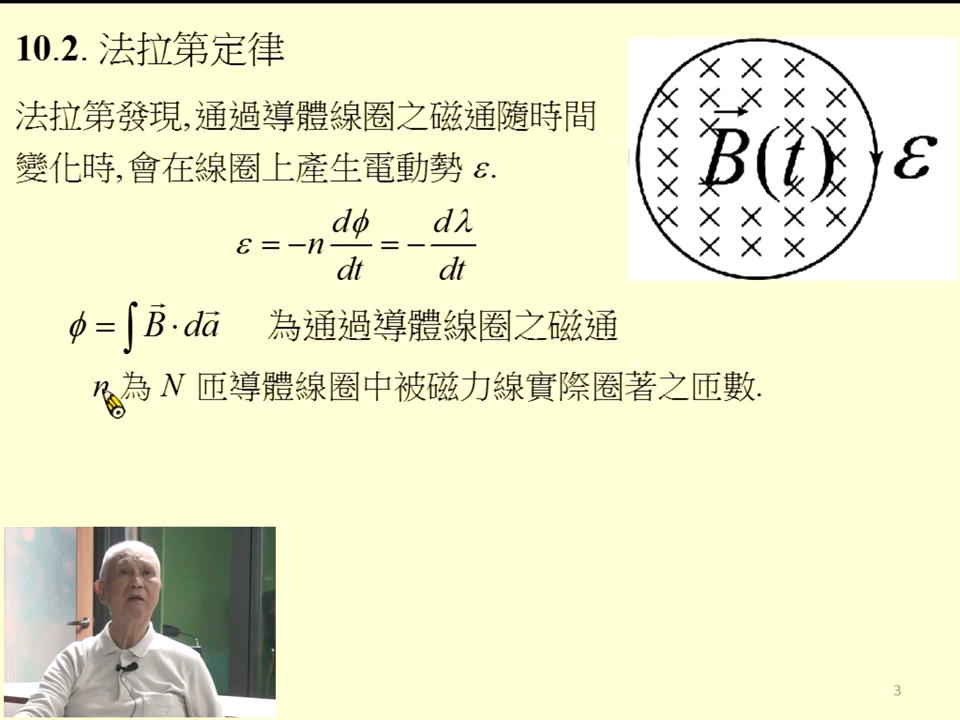 10.2. 法拉第定律
法拉第發現,通過導體線圈之磁通隨時間
變化時,會在線圈上產生電動勢 ε.
ε = −n dϕ/dt = − dλ/dt
ϕ = ∫ B⃗ · da⃗ 為通過導體線圈之磁通
n 為 N 匝導體線圈中被磁力線實際圈著之匝數.
B⃗(t) ε
3